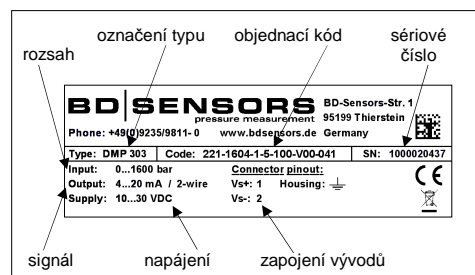 označení typu
objednací kód
sériové
číslo
rozsah
BD SENSORS
pressure measurement
BD-Sensors-Str. 1
95199 Thierstein
Phone: +49(0)9235/9811- 0 www.bdsensors.de Germany
Type: DMP 303 Code: 221-1604-1-5-100-V00-041 SN: 1000020437
Input: 0...1600 bar Connector pinout:
Output: 4...20 mA / 2-wire Vs+: 1 Housing:
Supply: 10...30 VDC Vs-: 2
CE
signál
napájení
zapojení vývodů